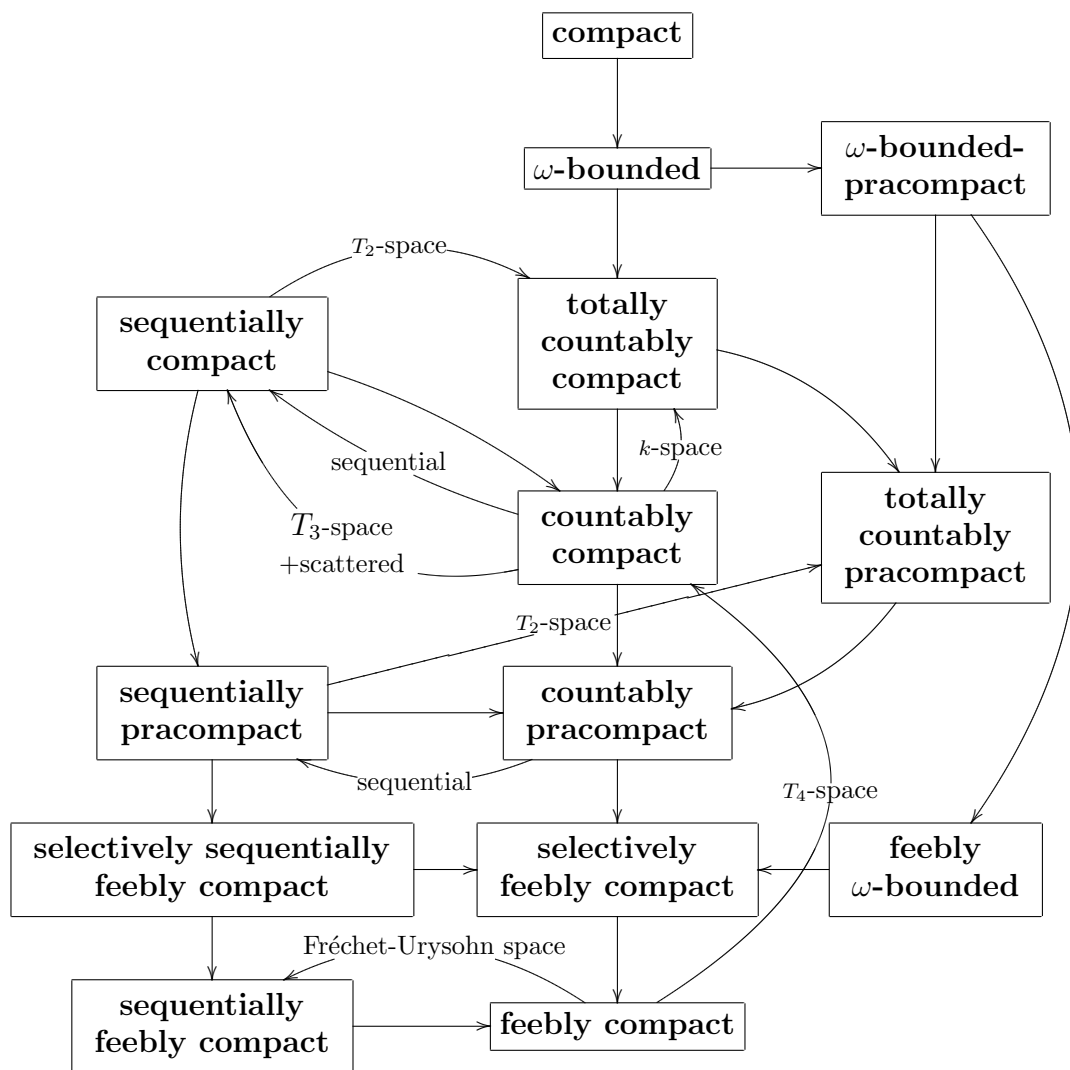 compact
ω-bounded
ω-bounded-
pracompact
T₂-space
sequentially
compact
totally
countably
compact
sequential
k-space
T₃-space
+scattered
countably
compact
totally
countably
pracompact
T₂-space
sequentially
pracompact
countably
pracompact
sequential
T₄-space
selectively sequentially
feebly compact
selectively
feebly compact
feebly
ω-bounded
Fréchet-Urysohn space
sequentially
feebly compact
feebly compact